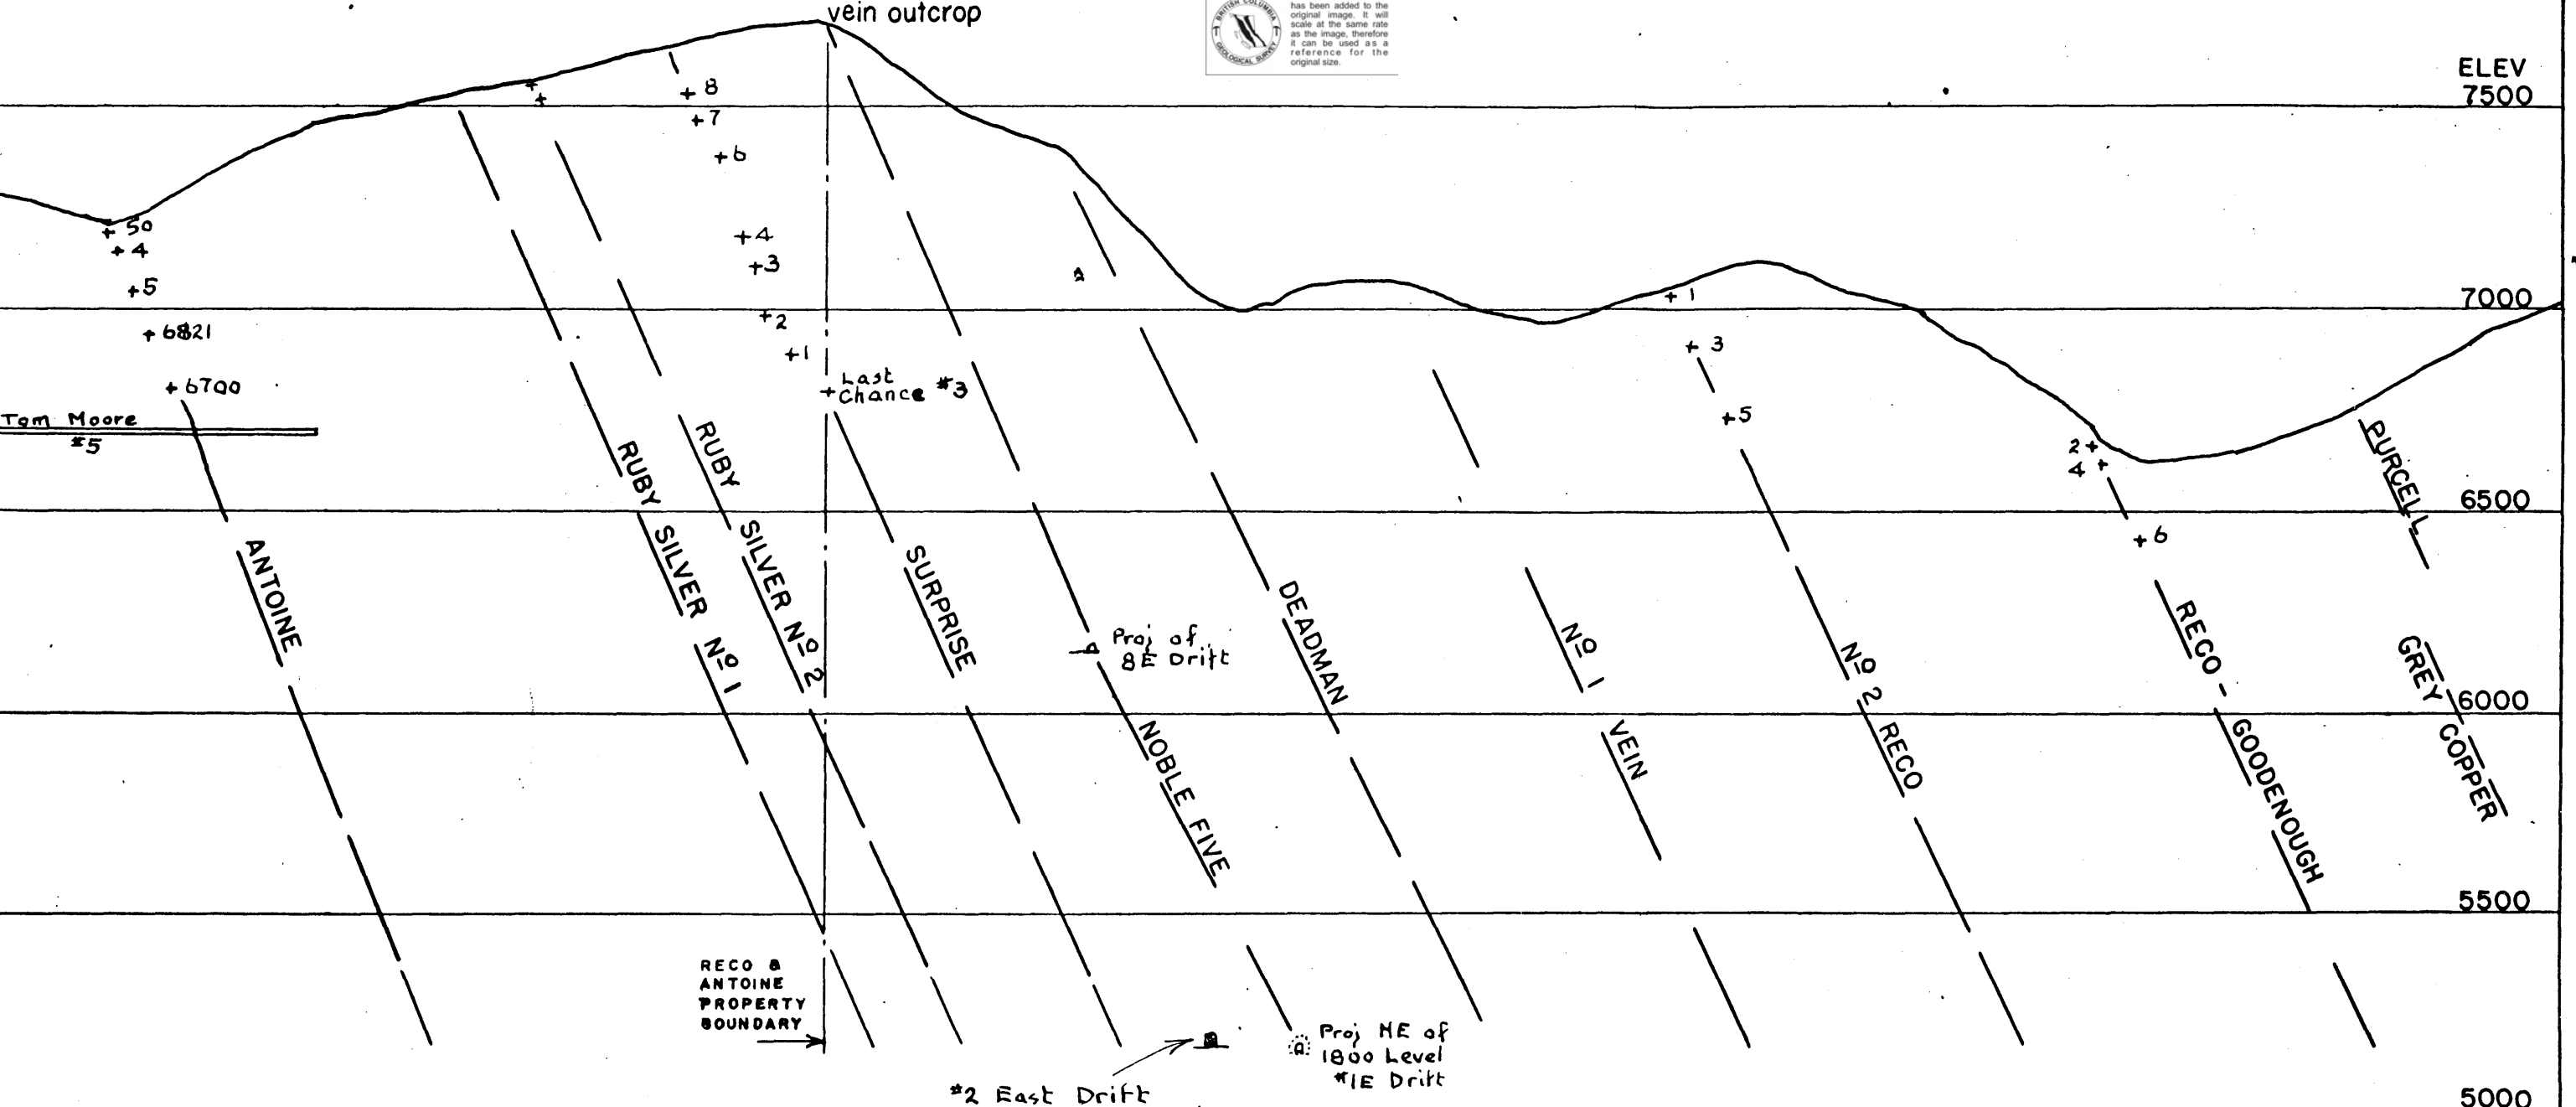 vein outcrop
BRITISH COLUMBIA
GEOLOGICAL SURVEY
has been added to the
original image. It will
scale at the same rate
as the image, therefore
it can be used as a
reference for the
original size.
ELEV
7500
7000
6500
6000
5500
5000
8
7
6
4
3
2
1
50
4
5
6821
6700
Tom Moore
#5
Last
Chance #3
1
3
5
2
4
6
ANTOINE
RUBY SILVER Nº 1
RUBY SILVER Nº 2
SURPRISE
NOBLE FIVE
DEADMAN
Nº 1 VEIN
Nº 2 RECO
RECO - GOODENOUGH
PURCELL
GREY COPPER
Proj of
8E Drift
RECO &
ANTOINE
PROPERTY
BOUNDARY
#2 East Drift
Proj NE of
1800 Level
#1E Drift